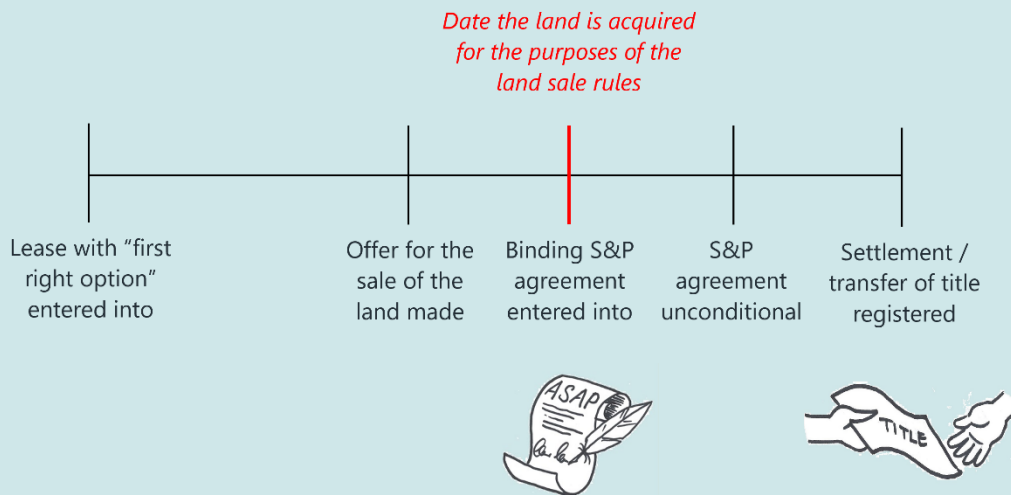 Date the land is acquired
for the purposes of the
land sale rules
Lease with “first
right option”
entered into
Offer for the
sale of the
land made
Binding S&P
agreement
entered into
S&P
agreement
unconditional
Settlement /
transfer of title
registered
ASAP
TITLE